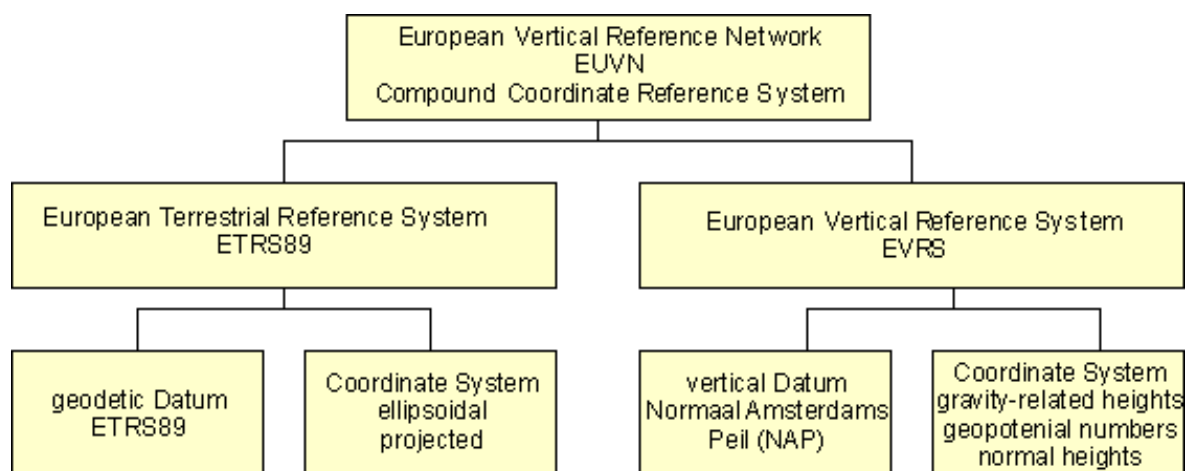 European Vertical Reference Network
EUVN
Compound Coordinate Reference System
European Terrestrial Reference System
ETRS89
European Vertical Reference System
EVRS
geodetic Datum
ETRS89
Coordinate System
ellipsoidal
projected
vertical Datum
Normaal Amsterdams
Peil (NAP)
Coordinate System
gravity-related heights
geopotenial numbers
normal heights